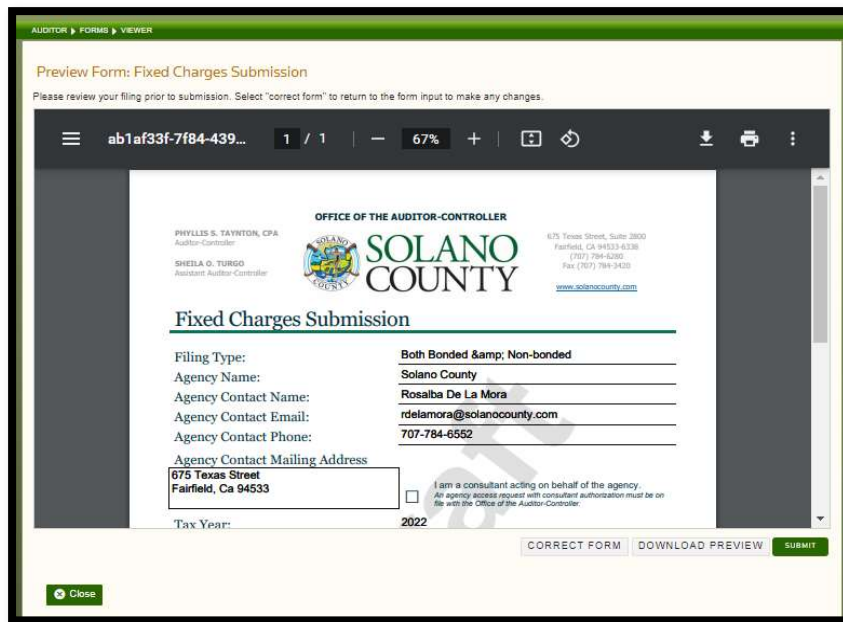 AUDITOR ▶ FORMS ▶ VIEWER
Preview Form: Fixed Charges Submission
Please review your filing prior to submission. Select "correct form" to return to the form input to make any changes.
ab1af33f-7f84-439... 1 / 1 | − 67% + |
OFFICE OF THE AUDITOR-CONTROLLER
PHYLLIS S. TAYNTON, CPA
Auditor-Controller
SHEILA O. TURGO
Assistant Auditor-Controller
SOLANO
COUNTY
SOLANO
COUNTY
675 Texas Street, Suite 2800
Fairfield, CA 94533-6338
(707) 784-6280
Fax (707) 784-3420
www.solanocounty.com
Fixed Charges Submission
Filing Type: Both Bonded &amp; Non-bonded
Agency Name: Solano County
Agency Contact Name: Rosalba De La Mora
Agency Contact Email: rdelamora@solanocounty.com
Agency Contact Phone: 707-784-6552
Agency Contact Mailing Address
675 Texas Street
Fairfield, Ca 94533
I am a consultant acting on behalf of the agency.
An agency access request with consultant authorization must be on
file with the Office of the Auditor-Controller.
Tax Year: 2022
CORRECT FORM DOWNLOAD PREVIEW SUBMIT
Close